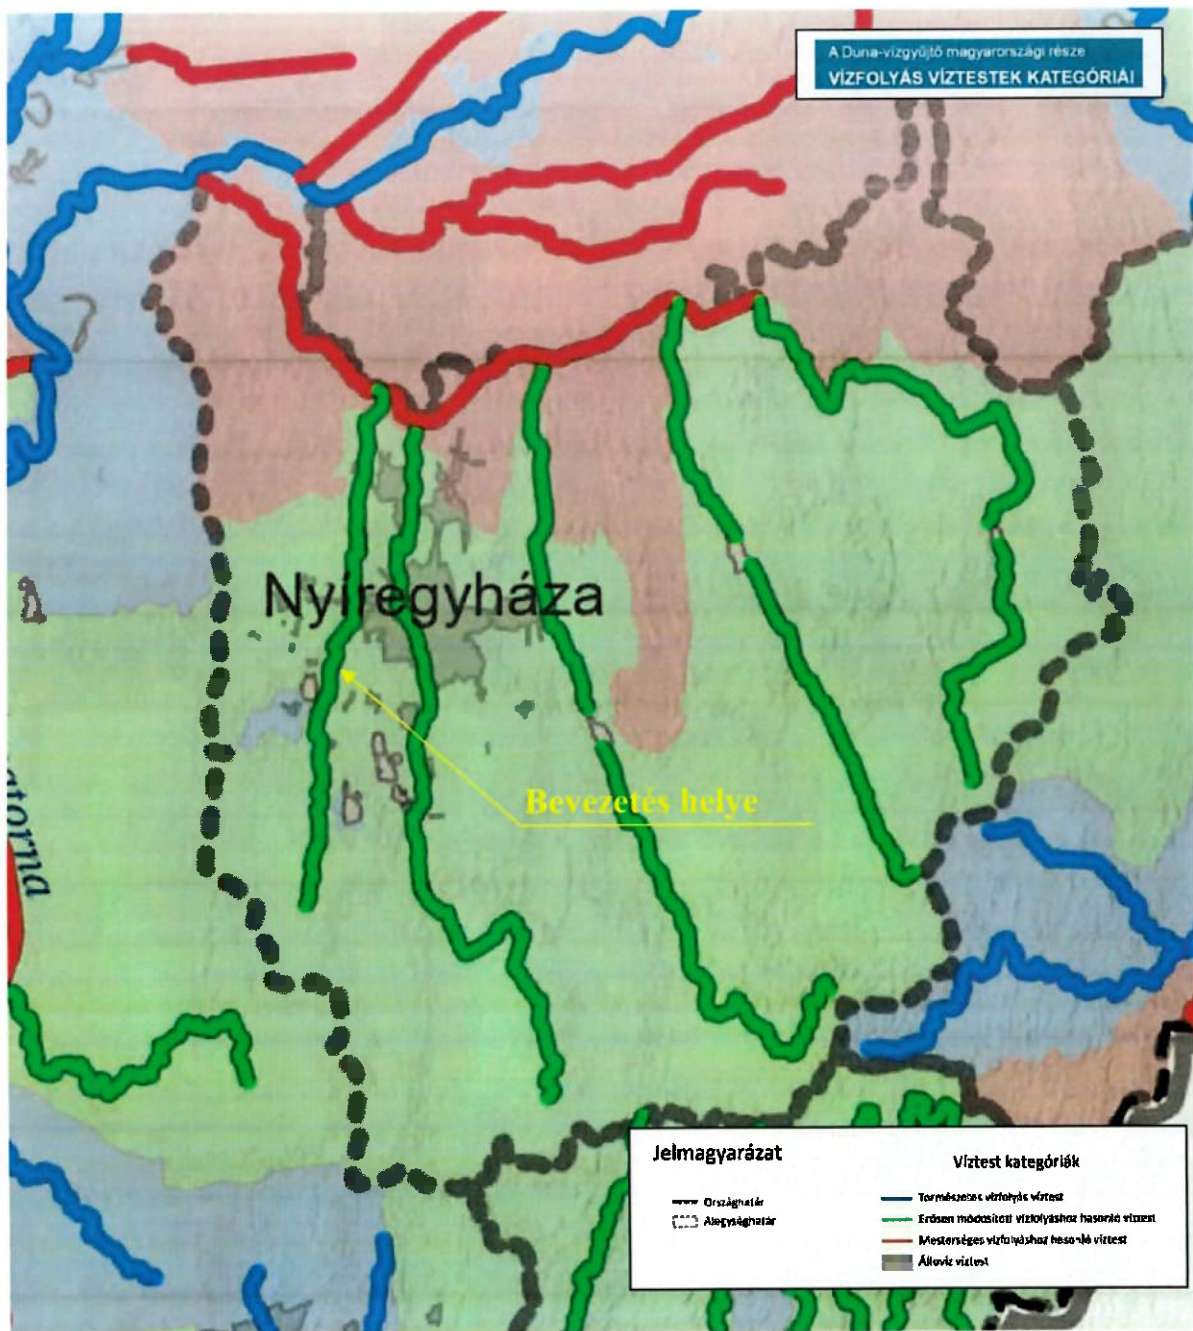 A Duna-vízgyűjtő magyarországi része
VÍZFOLYÁS VÍZTESTEK KATEGÓRIÁI
Nyíregyháza
Bevezetés helye
atorna
Jelmagyarázat
Országhatár
Alegységhatár
Víztest kategóriák
Természetes vízfolyás víztest
Erősen módosított vízfolyáshoz hasonló víztest
Mesterséges vízfolyáshoz hasonló víztest
Állóvíz víztest